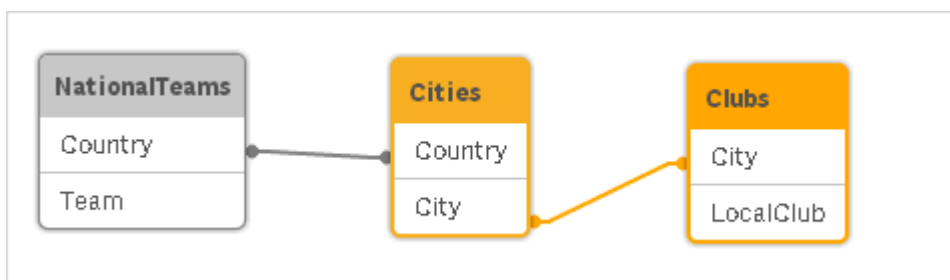 NationalTeams
Country
Team
Cities
Country
City
Clubs
City
LocalClub